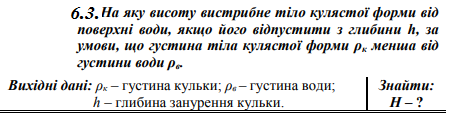 6.3. На яку висоту вистрибне тіло кулястої форми від
поверхні води, якщо його відпустити з глибини h, за
умови, що густина тіла кулястої форми ρк менша від
густини води ρв.
Вихідні дані: ρк – густина кульки; ρв – густина води;
h – глибина занурення кульки.
Знайти:
H – ?